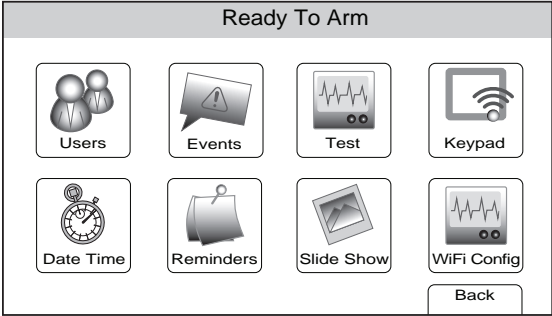 Ready To Arm
Users
Events
Test
Keypad
Date Time
Reminders
Slide Show
WiFi Config
Back